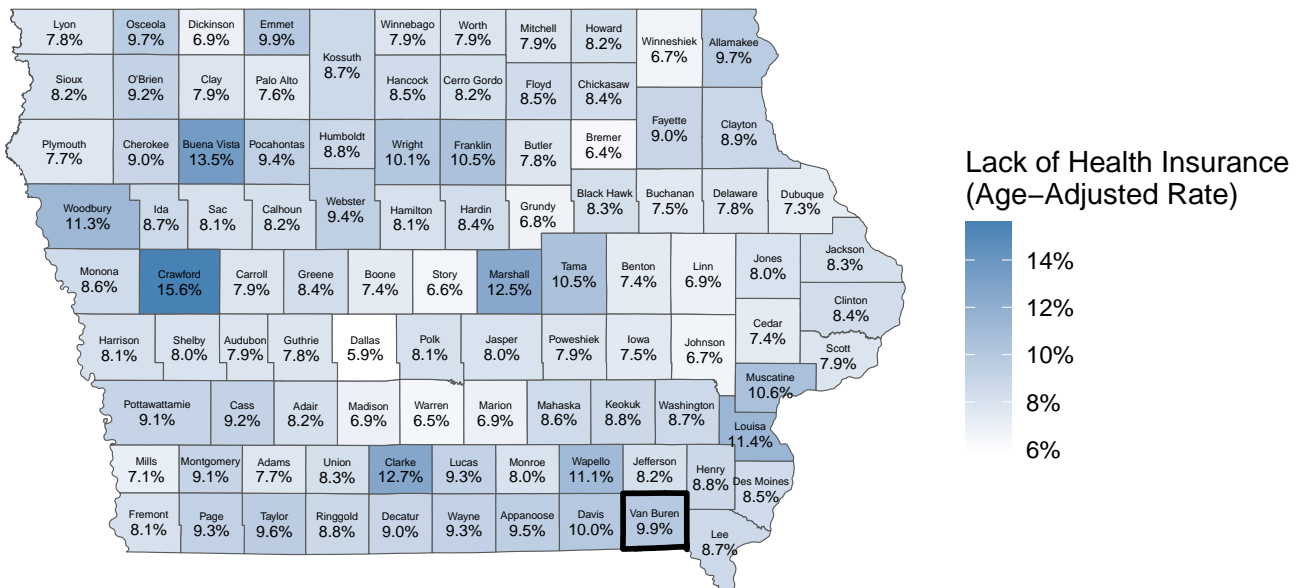 Lyon
7.8%
Osceola
9.7%
Dickinson
6.9%
Emmet
9.9%
Kossuth
8.7%
Winnebago
7.9%
Worth
7.9%
Mitchell
7.9%
Howard
8.2%
Winneshiek
6.7%
Allamakee
9.7%
Sioux
8.2%
O'Brien
9.2%
Clay
7.9%
Palo Alto
7.6%
Hancock
8.5%
Cerro Gordo
8.2%
Floyd
8.5%
Chickasaw
8.4%
Fayette
9.0%
Clayton
8.9%
Plymouth
7.7%
Cherokee
9.0%
Buena Vista
13.5%
Pocahontas
9.4%
Humboldt
8.8%
Wright
10.1%
Franklin
10.5%
Butler
7.8%
Bremer
6.4%
Woodbury
11.3%
Ida
8.7%
Sac
8.1%
Calhoun
8.2%
Webster
9.4%
Hamilton
8.1%
Hardin
8.4%
Grundy
6.8%
Black Hawk
8.3%
Buchanan
7.5%
Delaware
7.8%
Dubuque
7.3%
Monona
8.6%
Crawford
15.6%
Carroll
7.9%
Greene
8.4%
Boone
7.4%
Story
6.6%
Marshall
12.5%
Tama
10.5%
Benton
7.4%
Linn
6.9%
Jones
8.0%
Jackson
8.3%
Clinton
8.4%
Harrison
8.1%
Shelby
8.0%
Audubon
7.9%
Guthrie
7.8%
Dallas
5.9%
Polk
8.1%
Jasper
8.0%
Poweshiek
7.9%
Iowa
7.5%
Johnson
6.7%
Cedar
7.4%
Scott
7.9%
Muscatine
10.6%
Pottawattamie
9.1%
Cass
9.2%
Adair
8.2%
Madison
6.9%
Warren
6.5%
Marion
6.9%
Mahaska
8.6%
Keokuk
8.8%
Washington
8.7%
Louisa
11.4%
Mills
7.1%
Montgomery
9.1%
Adams
7.7%
Union
8.3%
Clarke
12.7%
Lucas
9.3%
Monroe
8.0%
Wapello
11.1%
Jefferson
8.2%
Henry
8.8%
Des Moines
8.5%
Fremont
8.1%
Page
9.3%
Taylor
9.6%
Ringgold
8.8%
Decatur
9.0%
Wayne
9.3%
Appanoose
9.5%
Davis
10.0%
Van Buren
9.9%
Lee
8.7%
Lack of Health Insurance
(Age−Adjusted Rate)
14%
12%
10%
8%
6%